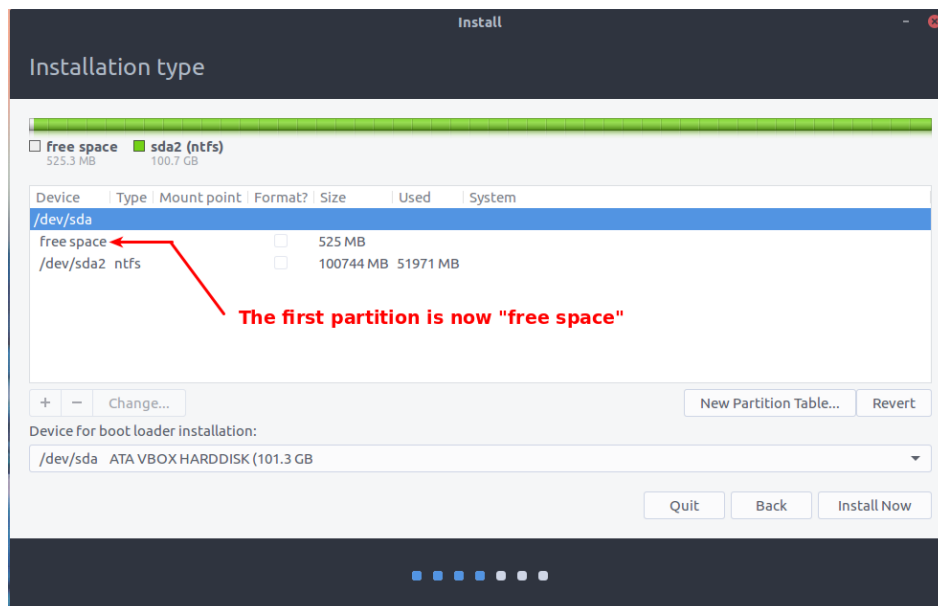 Install
Installation type
free space sda2 (ntfs)
525.3 MB 100.7 GB
Device Type Mount point Format? Size Used System
/dev/sda
free space 525 MB
/dev/sda2 ntfs 100744 MB 51971 MB
The first partition is now "free space"
+ − Change... New Partition Table... Revert
Device for boot loader installation:
/dev/sda ATA VBOX HARDDISK (101.3 GB
Quit Back Install Now